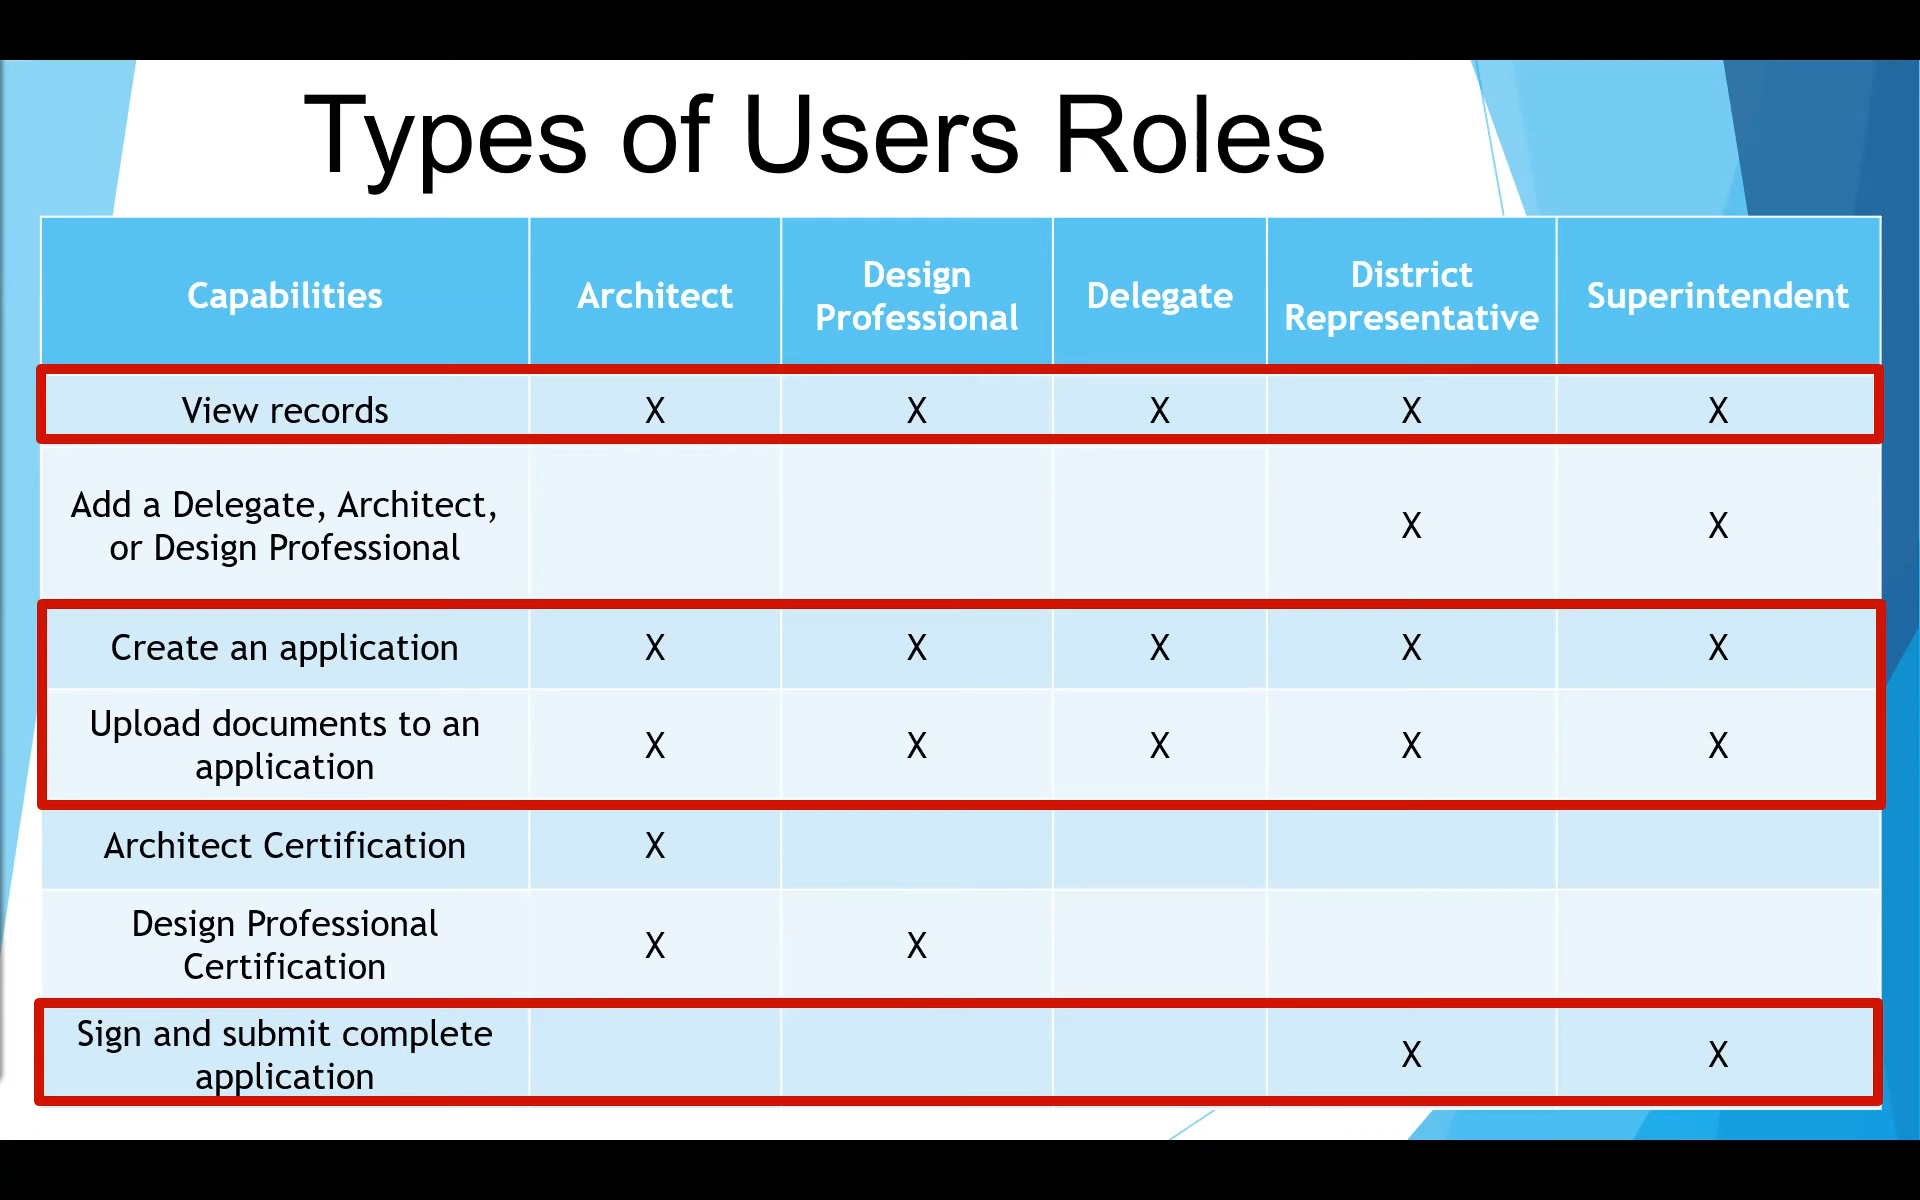 Types of Users Roles
Capabilities
Architect
Design
Professional
Delegate
District
Representative
Superintendent
View records
X
X
X
X
X
Add a Delegate, Architect,
or Design Professional
X
X
Create an application
X
X
X
X
X
Upload documents to an
application
X
X
X
X
X
Architect Certification
X
Design Professional
Certification
X
X
Sign and submit complete
application
X
X